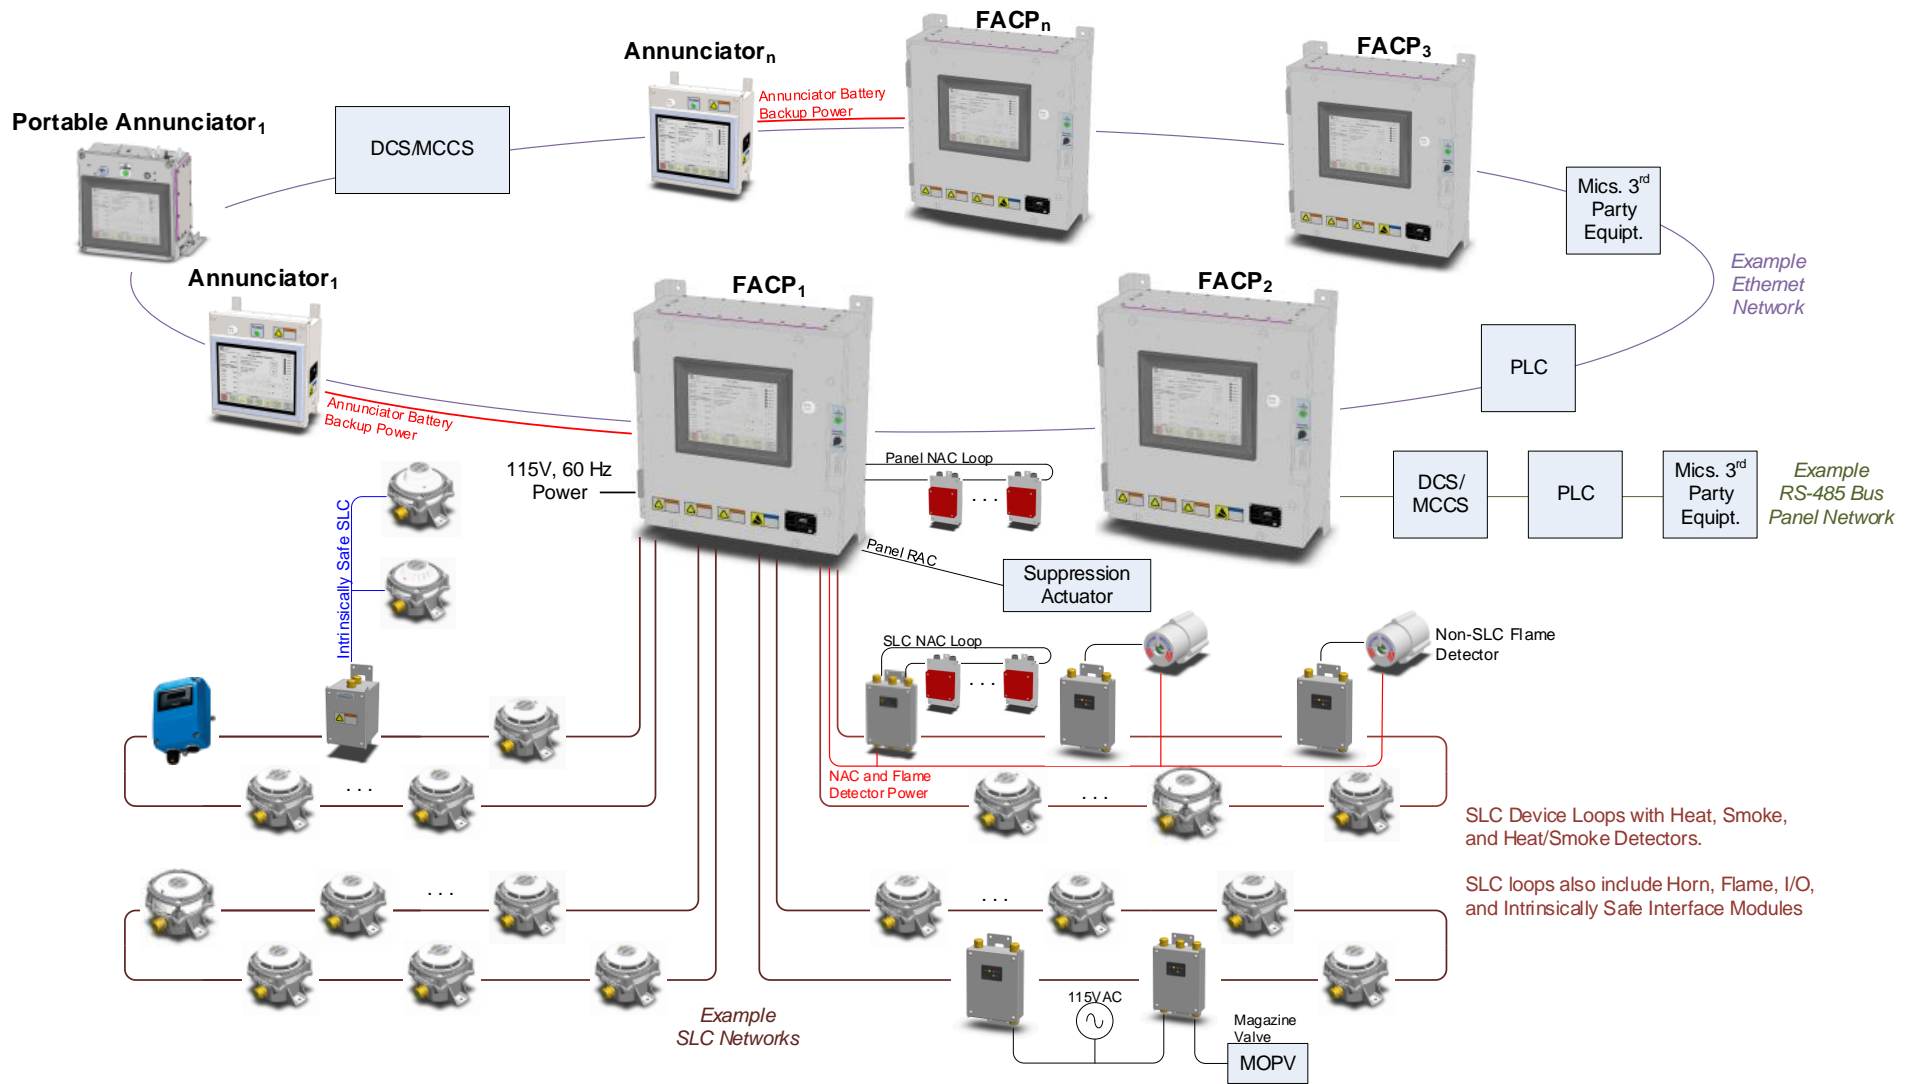 FACPn
FACP3
Annunciatorn
Annunciator Battery
Backup Power
Portable Annunciator1
DCS/MCCS
Mics. 3rd
Party
Equipt.
Example
Ethernet
Network
Annunciator1
FACP1
FACP2
PLC
Annunciator Battery
Backup Power
115V, 60 Hz
Power
Panel NAC Loop
. . .
DCS/
MCCS
PLC
Mics. 3rd
Party
Equipt.
Example
RS-485 Bus
Panel Network
Intrinsically Safe SLC
Panel RAC
Suppression
Actuator
SLC NAC Loop
. . .
Non-SLC Flame
Detector
NAC and Flame
Detector Power
. . .
. . .
SLC Device Loops with Heat, Smoke,
and Heat/Smoke Detectors.
. . .
. . .
SLC loops also include Horn, Flame, I/O,
and Intrinsically Safe Interface Modules
Example
SLC Networks
115VAC
Magazine
Valve
MOPV